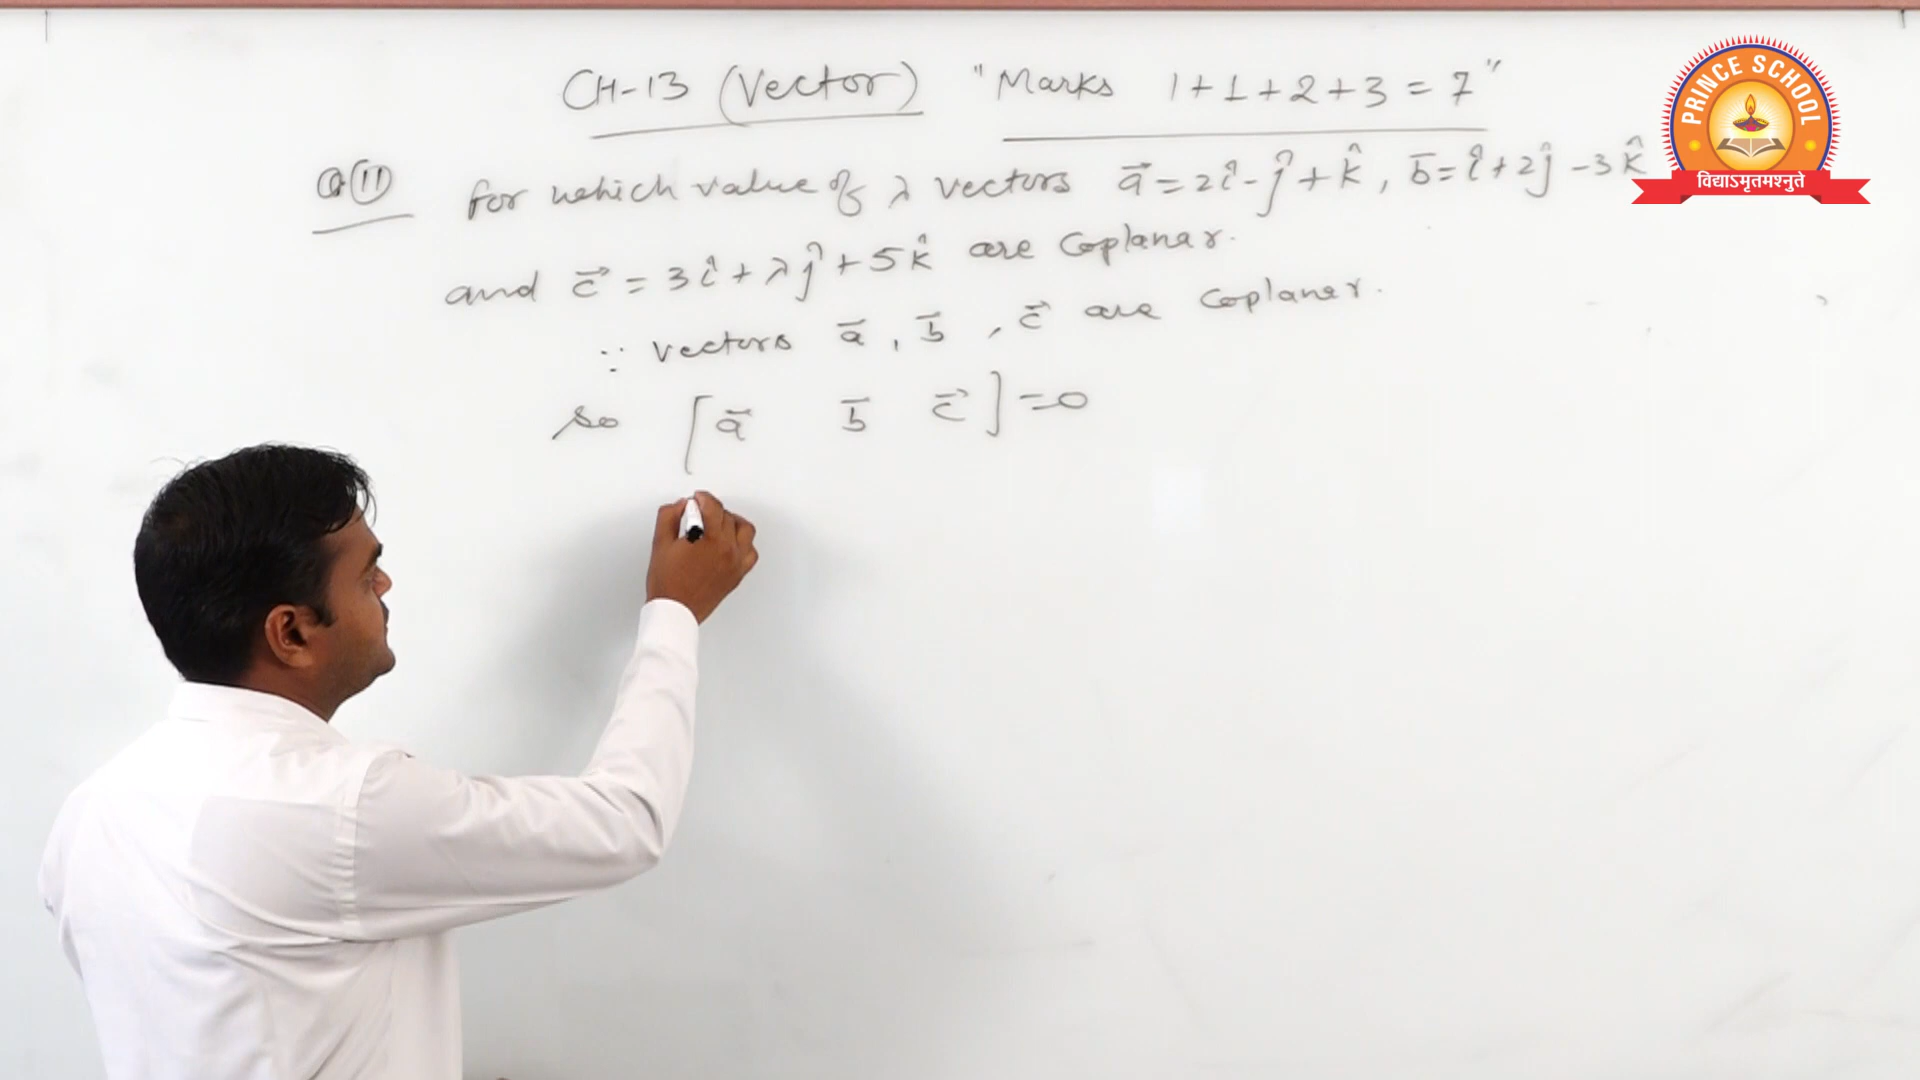 CH-13 (Vector) "Marks 1+1+2+3=7"
Q.(11) for which value of λ vectors a⃗ = 2î - ĵ + k̂, b̄ = î + 2ĵ - 3k̂
and c⃗ = 3î + λĵ + 5k̂ are Coplanar.
∵ vectors ā, b̄, c⃗ are Coplaner.
so [ā b̄ c⃗] = 0
PRINCE SCHOOL
विद्याऽमृतमश्नुते